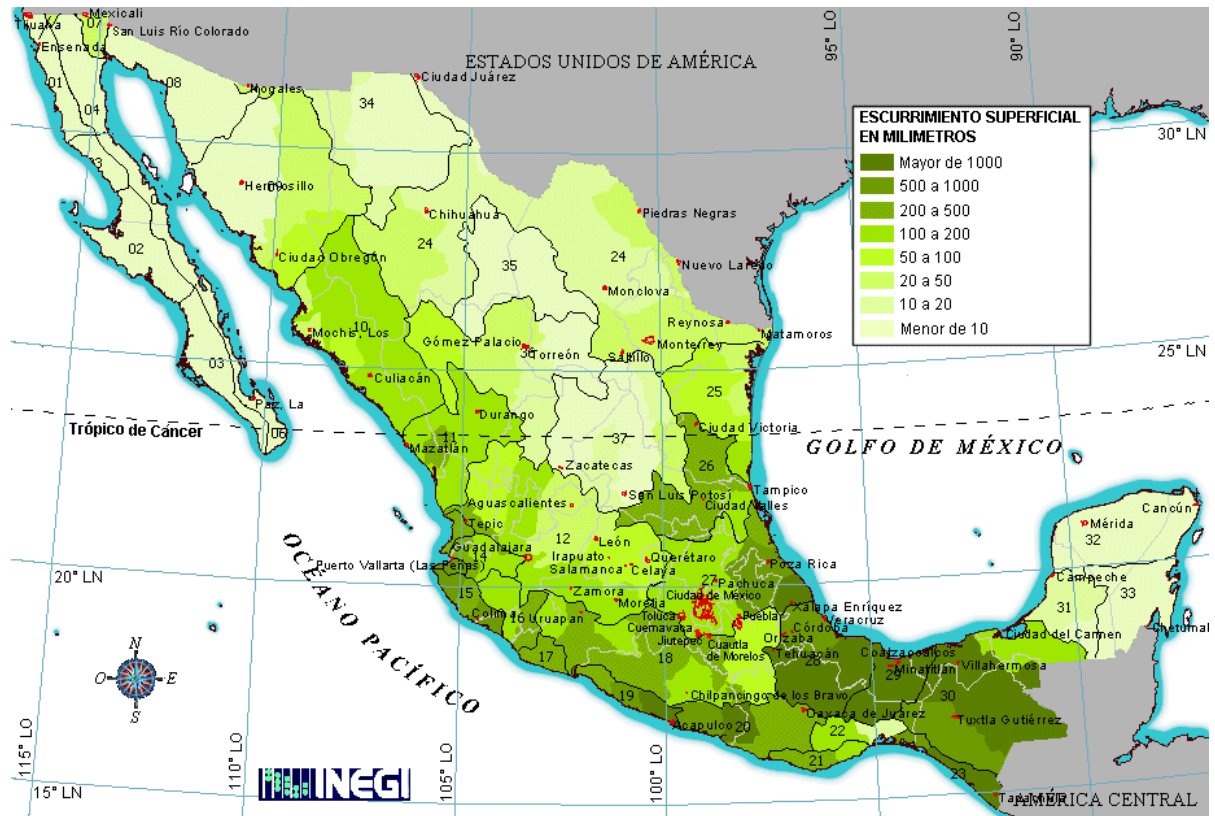 Mexicali
Tijuana
07
San Luis Río Colorado
Ensenada
ESTADOS UNIDOS DE AMÉRICA
95° LO
90° LO
Ciudad Juárez
01
08
Nogales
34
04
ESCURRIMIENTO SUPERFICIAL
EN MILIMETROS
Mayor de 1000
500 a 1000
200 a 500
100 a 200
50 a 100
20 a 50
10 a 20
Menor de 10
30° LN
03
Hermosillo
09
Chihuahua
Piedras Negras
02
24
35
24
Ciudad Obregón
Nuevo Laredo
Monclova
10
Mochis, Los
Reynosa
Matamoros
Gómez Palacio
36
Torreón
Saltillo
Monterrey
25° LN
03
Culiacán
25
Paz, La
Durango
Trópico de Cáncer
06
Ciudad Victoria
11
37
Mazatlán
GOLFO DE MÉXICO
Zacatecas
26
San Luis Potosí
Tampico
Aguascalientes
Ciudad Valles
Cancún
Tepic
Mérida
32
12
León
Guadalajara
14
Irapuato
Querétaro
Puerto Vallarta (Las Peñas)
Salamanca
Celaya
Poza Rica
20° LN
27
Pachuca
Campeche
15
Zamora
Ciudad de México
33
Morelia
Xalapa Enríquez
31
Colima
16
Uruapan
Toluca
Puebla
Veracruz
Cuernavaca
Córdoba
Ciudad del Carmen
Chetumal
Jiutepec
Cuautla
de Morelos
Orizaba
Tehuacán
Coatzacoalcos
OCÉANO PACÍFICO
17
18
28
Minatitlán
29
Villahermosa
N
O
E
S
19
Chilpancingo de los Bravo
30
Acapulco
20
Oaxaca de Juárez
Tuxtla Gutiérrez
22
21
23
115° LO
110° LO
105° LO
100° LO
INEGI
15° LN
Tapachula
AMÉRICA CENTRAL